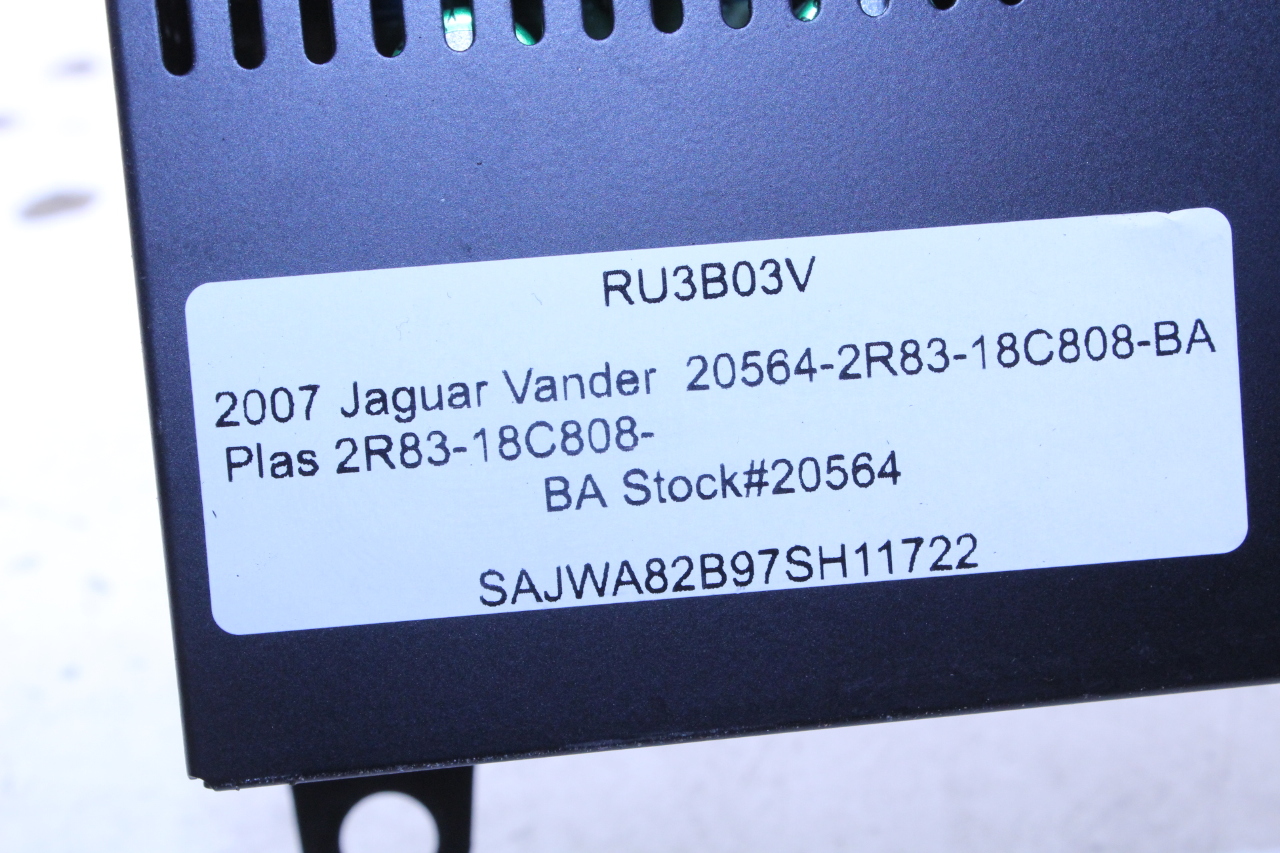 RU3B03V
2007 Jaguar Vander 20564-2R83-18C808-BA
Plas 2R83-18C808-
BA Stock#20564
SAJWA82B97SH11722